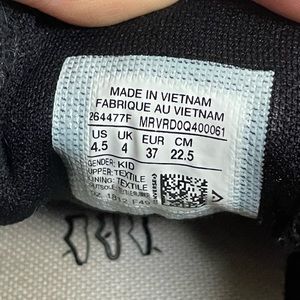 MADE IN VIETNAM
FABRIQUE AU VIETNAM
264477F MRVRD0Q400061
US UK EUR CM
4.5 4 37 22.5
GENDER: KID
UPPER: TEXTILE
TEXTILE